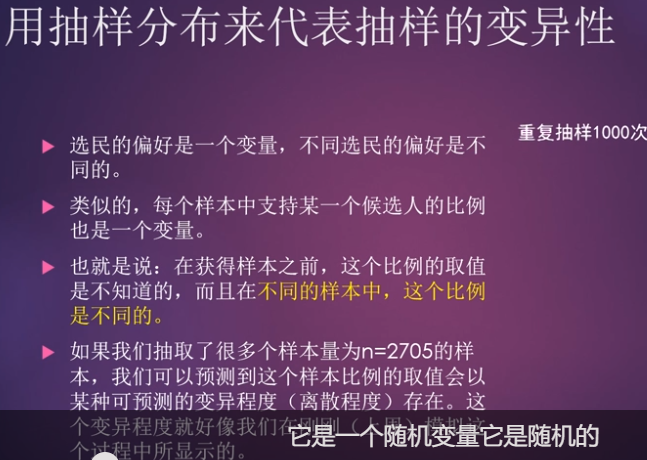 用抽样分布来代表抽样的变异性
重复抽样1000次
选民的偏好是一个变量，不同选民的偏好是不
同的。
类似的，每个样本中支持某一个候选人的比例
也是一个变量。
也就是说：在获得样本之前，这个比例的取值
是不知道的，而且在不同的样本中，这个比例
是不同的。
如果我们抽取了很多个样本量为n=2705的样
本，我们可以预测到这个样本比例的取值会以
某种可预测的变异程度（离散程度）存在。这
个变异程度就好像我们在刚刚（上周）模拟这
个过程中所显示的。
它是一个随机变量它是随机的